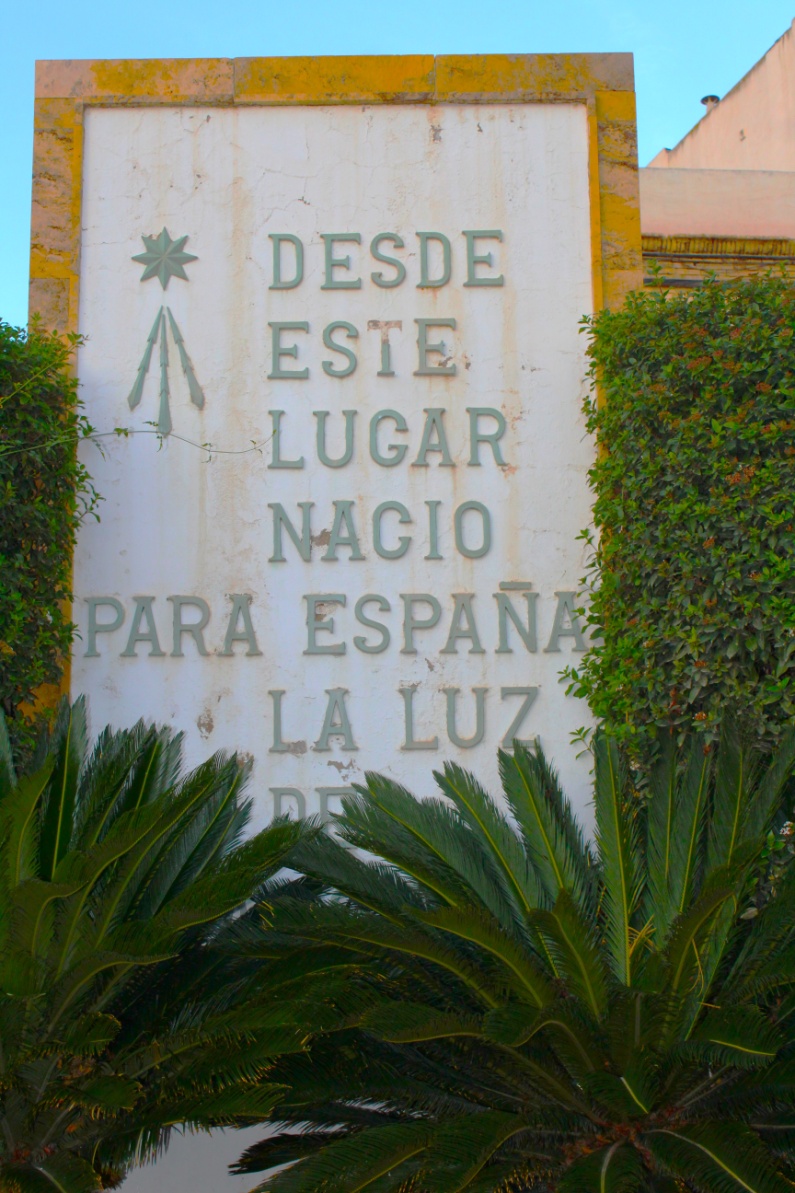 DESDE
ESTE
LUGAR
NACIO
PARA ESPAÑA
LA LUZ